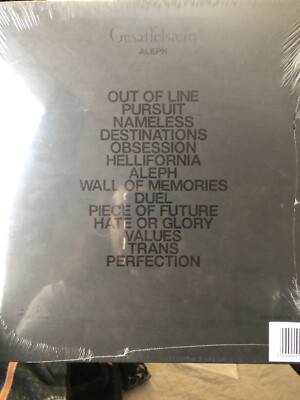 Gesaffelstein
ALEPH
OUT OF LINE
PURSUIT
NAMELESS
DESTINATIONS
OBSESSION
HELLIFORNIA
ALEPH
WALL OF MEMORIES
DUEL
PIECE OF FUTURE
HATE OR GLORY
VALUES
TRANS
PERFECTION